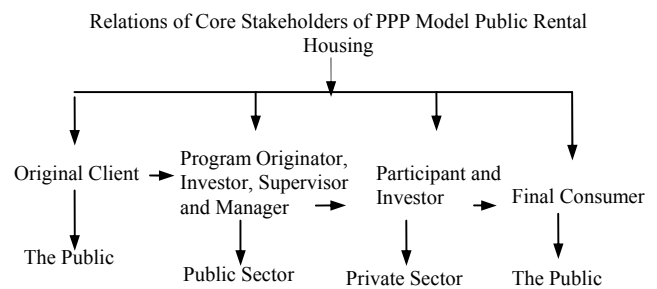 Relations of Core Stakeholders of PPP Model Public Rental
Housing
Original Client
Program Originator,
Investor, Supervisor
and Manager
Participant and
Investor
Final Consumer
The Public
Public Sector
Private Sector
The Public